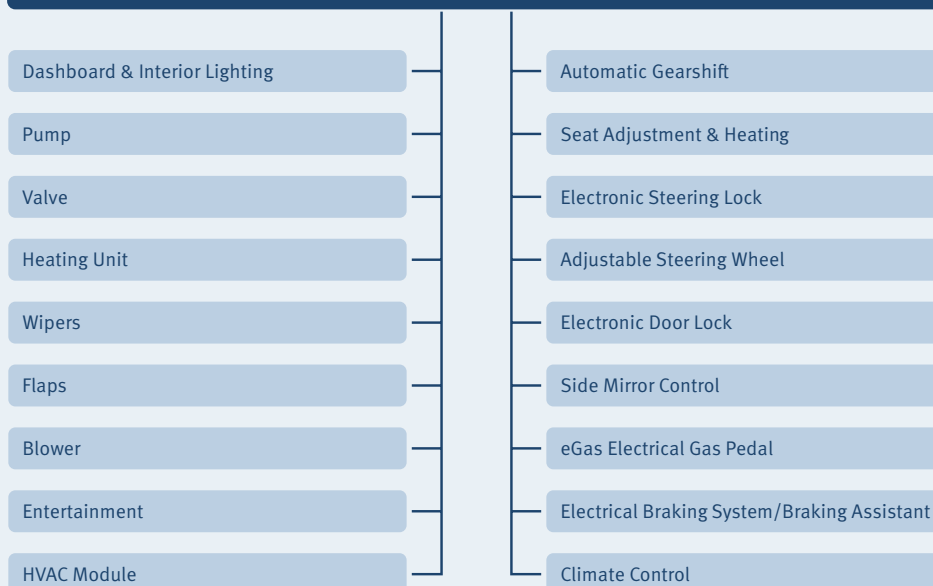 Dashboard & Interior Lighting
Pump
Valve
Heating Unit
Wipers
Flaps
Blower
Entertainment
HVAC Module
Automatic Gearshift
Seat Adjustment & Heating
Electronic Steering Lock
Adjustable Steering Wheel
Electronic Door Lock
Side Mirror Control
eGas Electrical Gas Pedal
Electrical Braking System/Braking Assistant
Climate Control